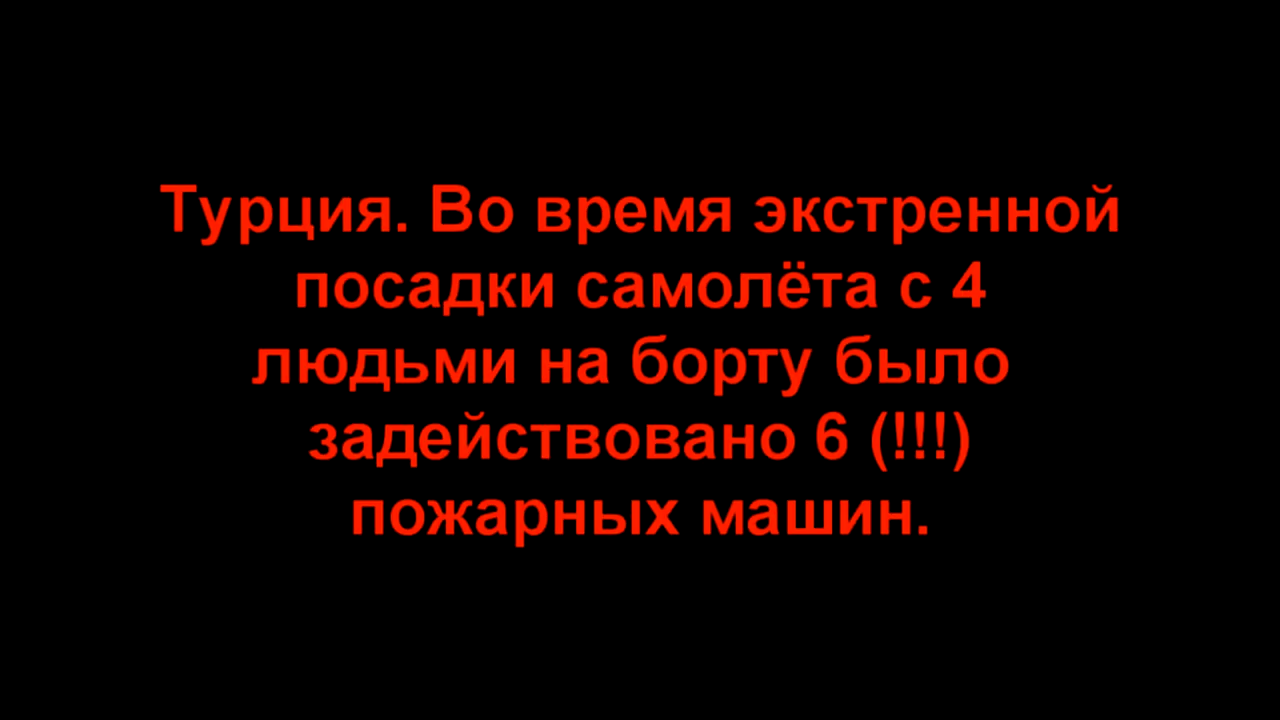 Турция. Во время экстренной
посадки самолёта с 4
людьми на борту было
задействовано 6 (!!!)
пожарных машин.